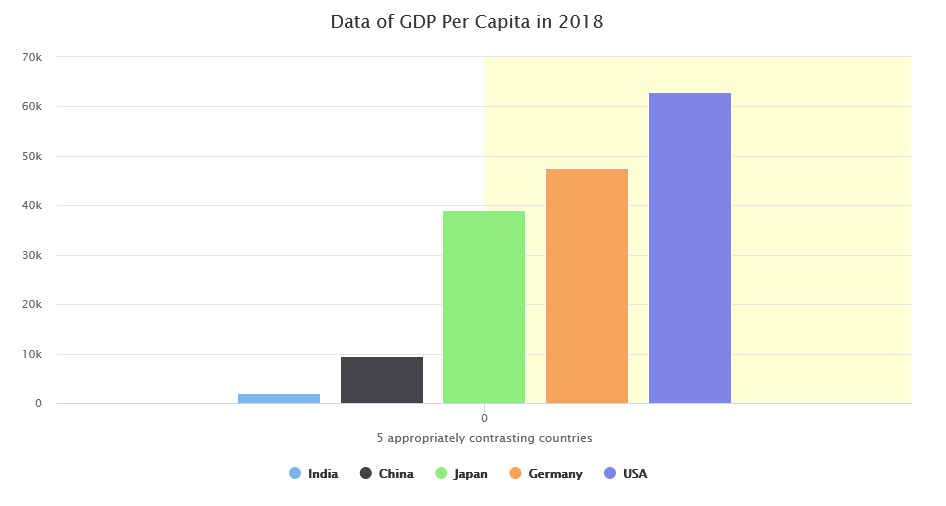 Data of GDP Per Capita in 2018
70k
60k
50k
40k
30k
20k
10k
0
0
5 appropriately contrasting countries
India China Japan Germany USA